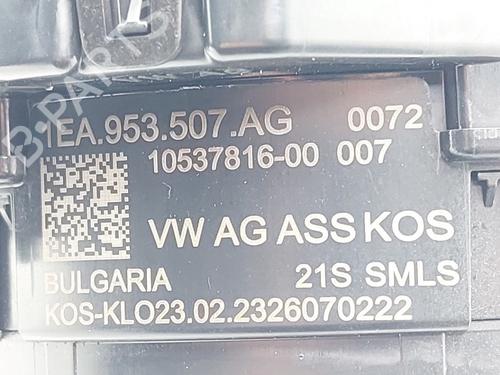 1EA.953.507.AG 0072
10537816-00 007
VW AG ASS KOS
BULGARIA 21S SMLS
KOS-KLO23.02.2326070222
B-PARTS